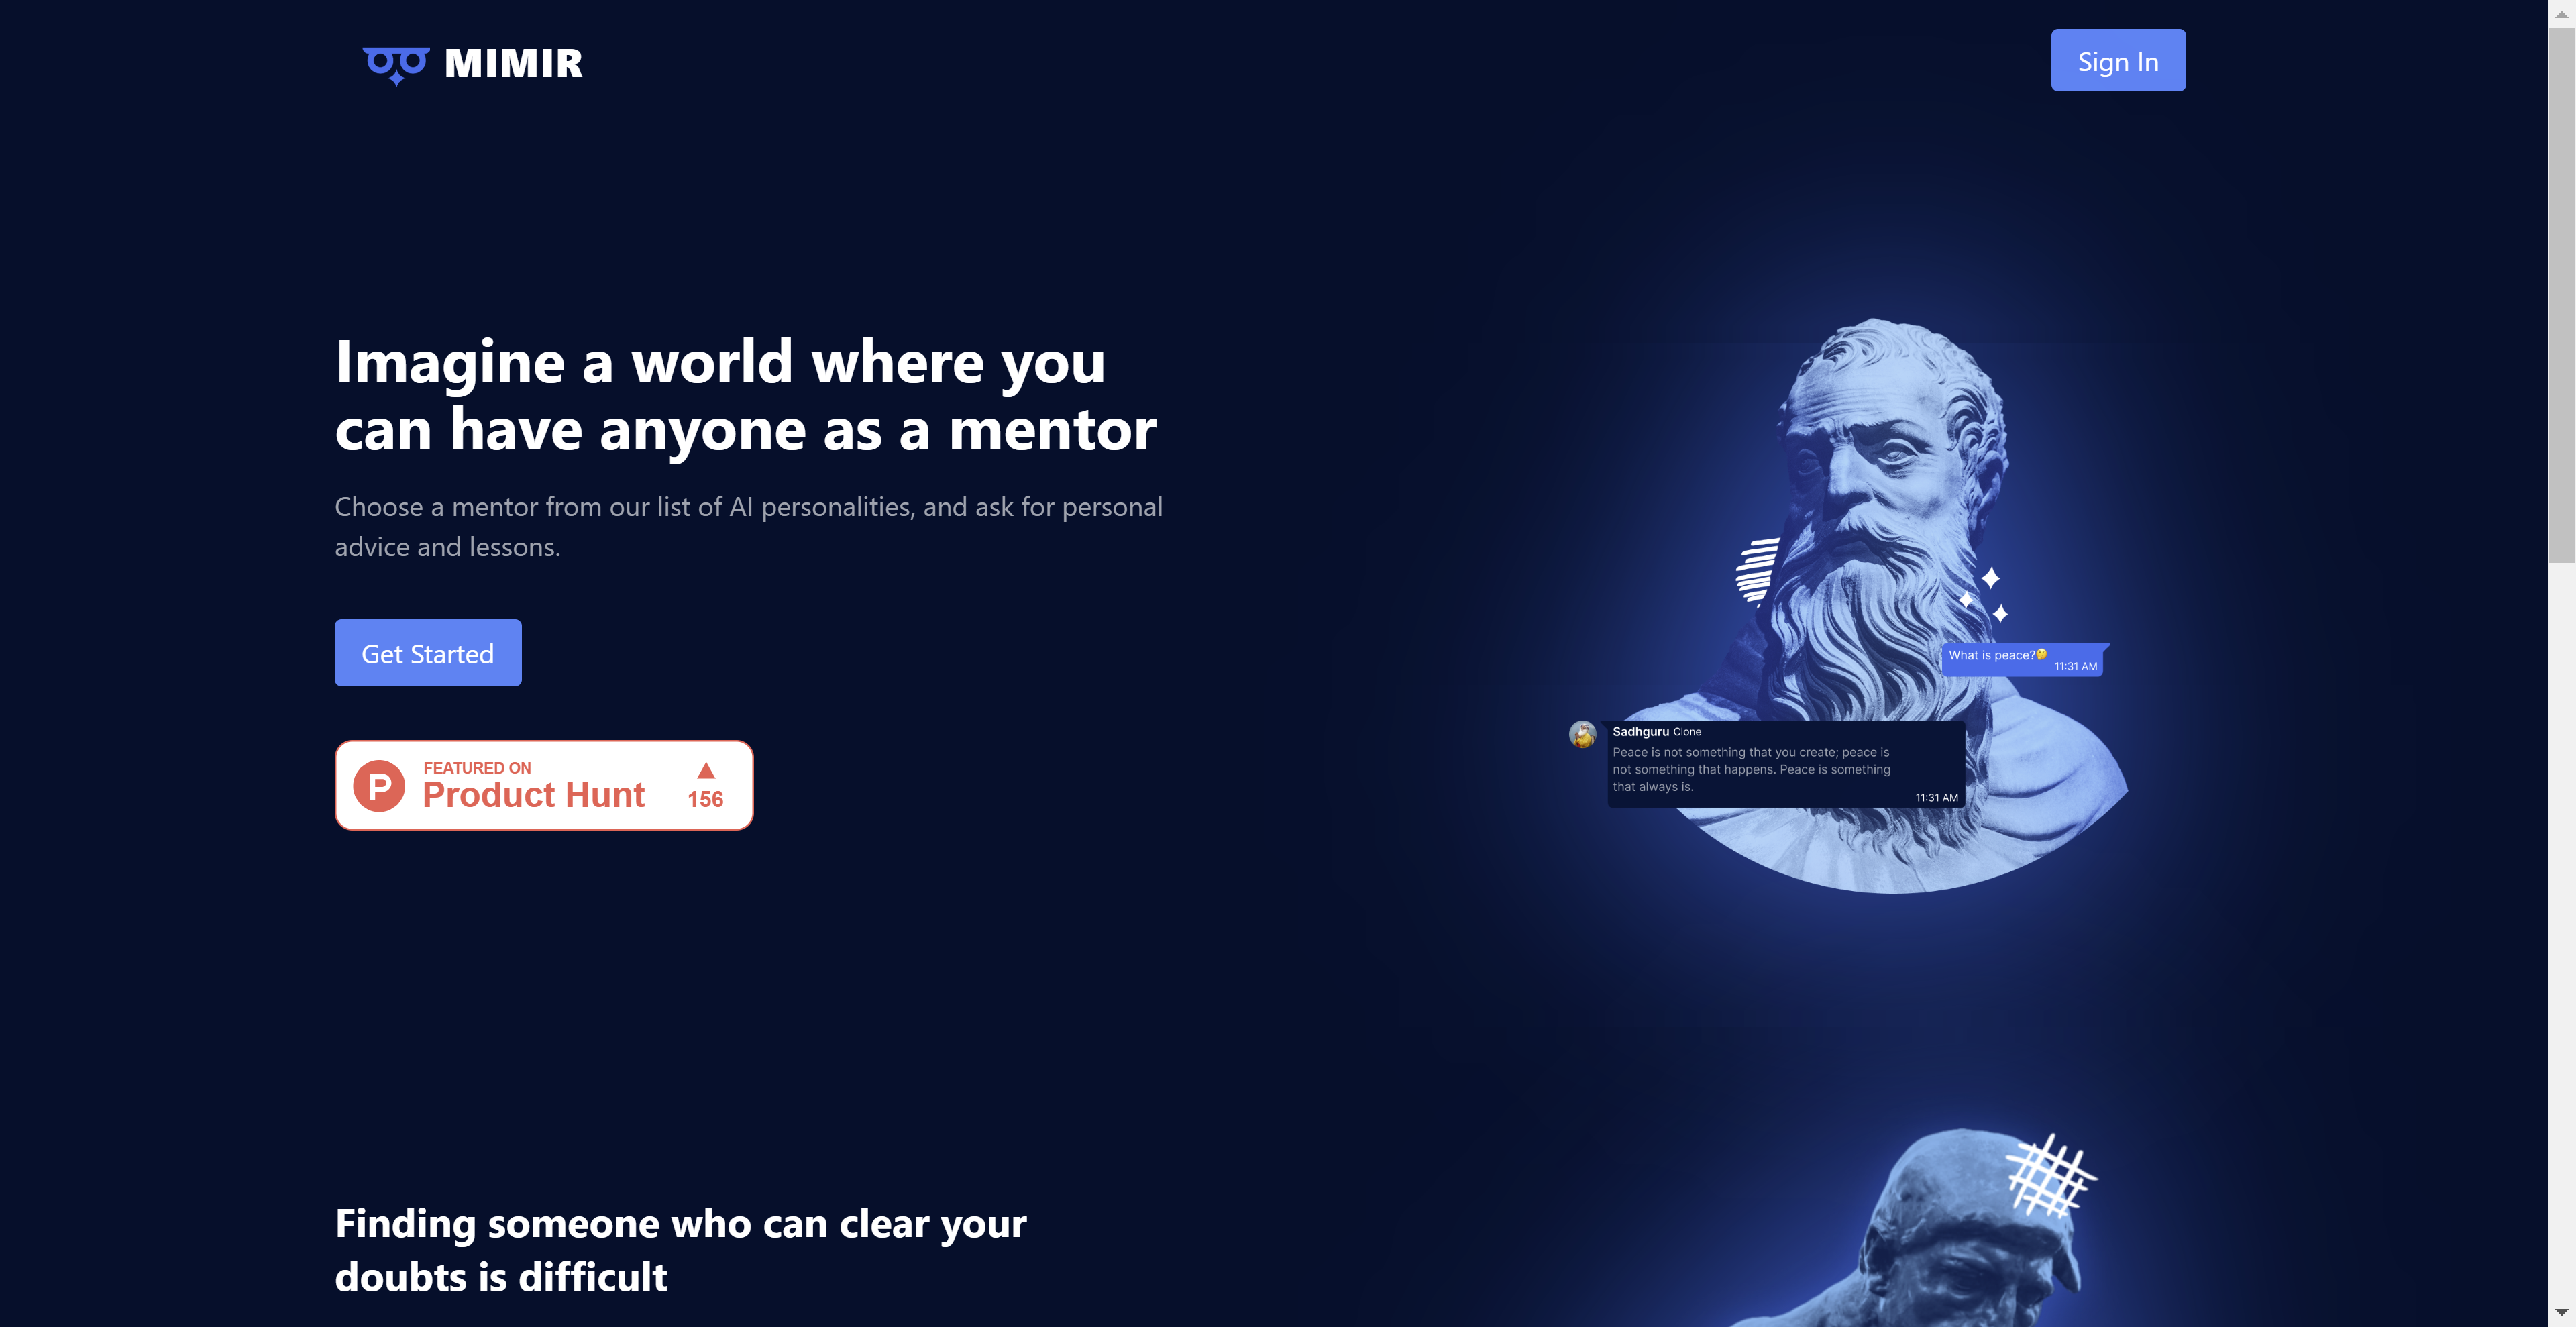 MIMIR
Sign In
Imagine a world where you
can have anyone as a mentor
Choose a mentor from our list of AI personalities, and ask for personal
advice and lessons.
Get Started
P
FEATURED ON
Product Hunt
▲
156
What is peace?🤔
11:31 AM
Sadhguru Clone
Peace is not something that you create; peace is
not something that happens. Peace is something
that always is.
11:31 AM
Finding someone who can clear your
doubts is difficult